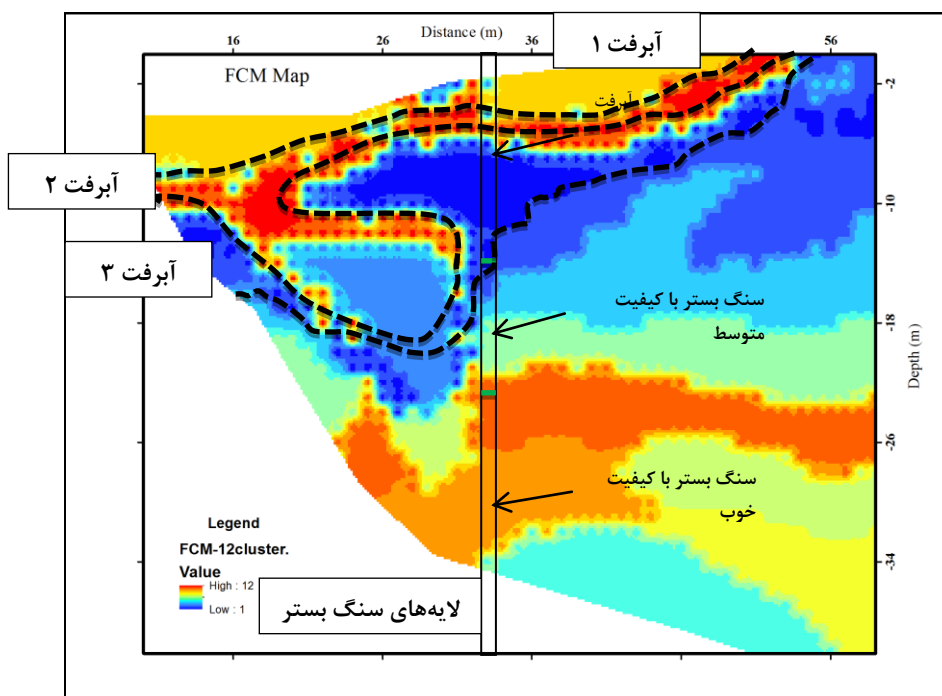 آبرفت ۱
Distance (m)
16
26
36
56
FCM Map
-2
آبرفت
آبرفت ۲
-10
آبرفت ۳
سنگ بستر با کیفیت
متوسط
-18
Depth (m)
-26
سنگ بستر با کیفیت
خوب
Legend
FCM-12cluster.
Value
High : 12
Low : 1
-34
لایه‌های سنگ بستر